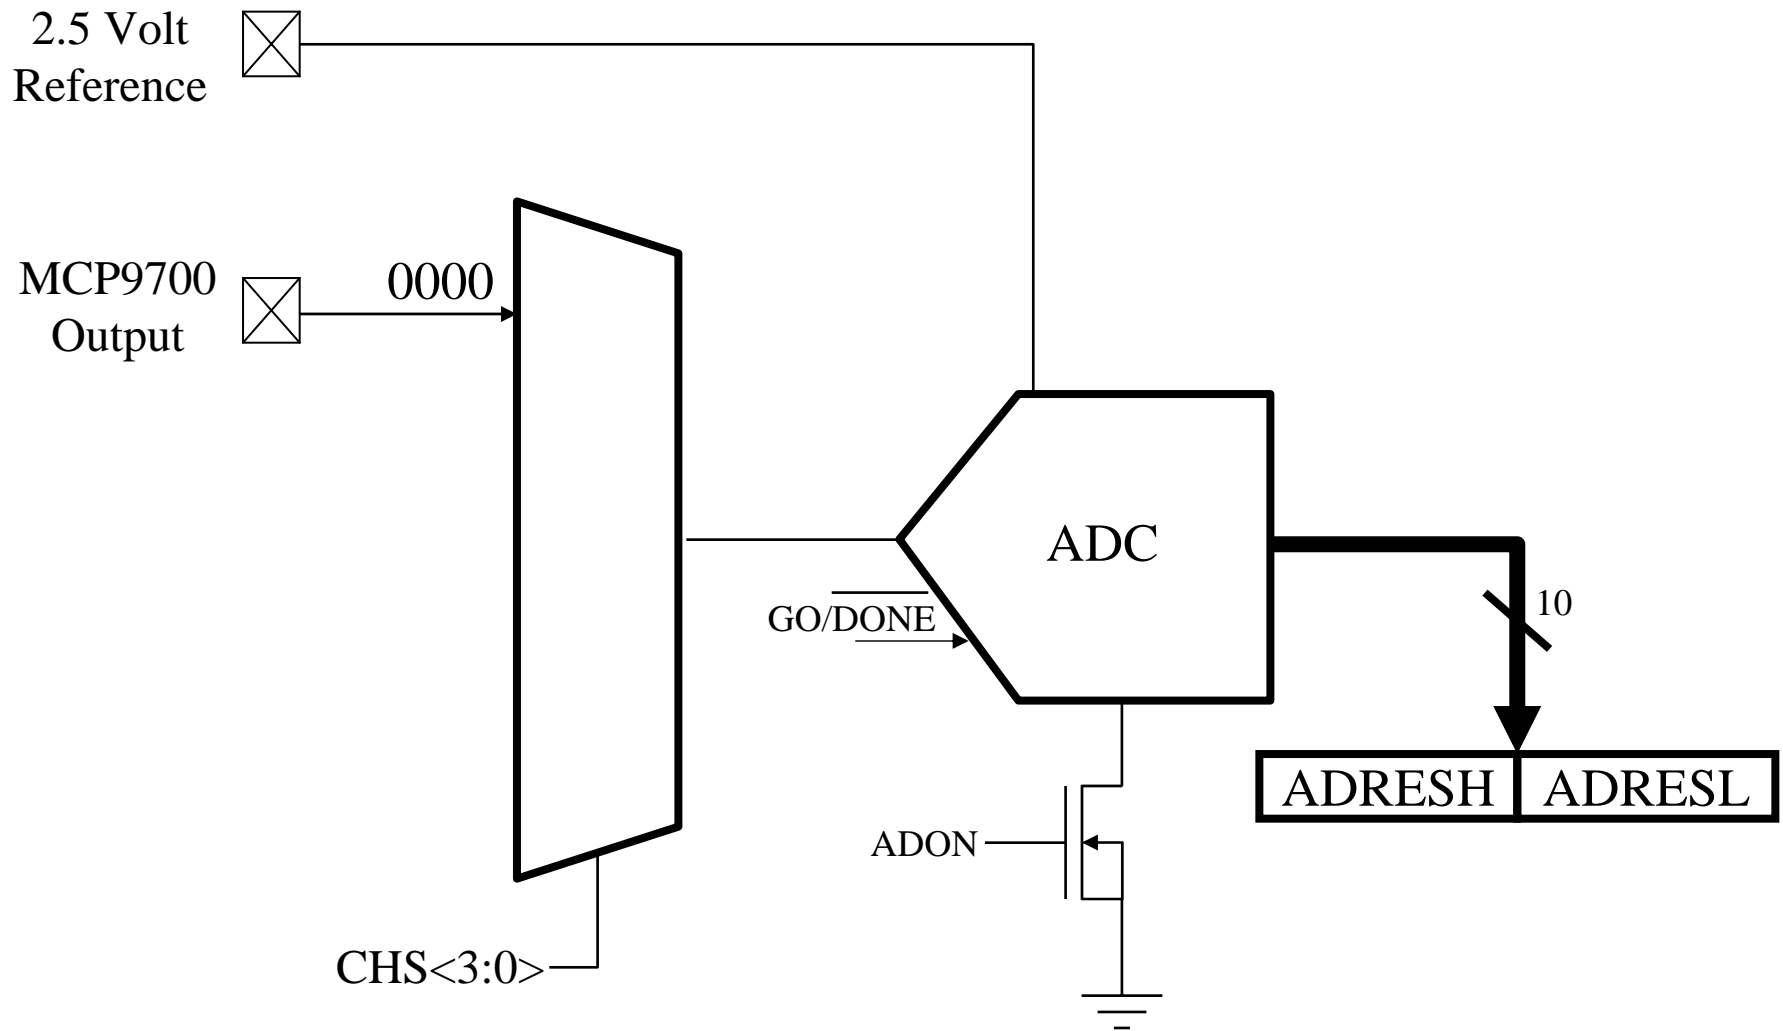 2.5 Volt
Reference
MCP9700
Output
0000
ADC
GO/DONE
10
ADRESH
ADRESL
ADON
CHS<3:0>